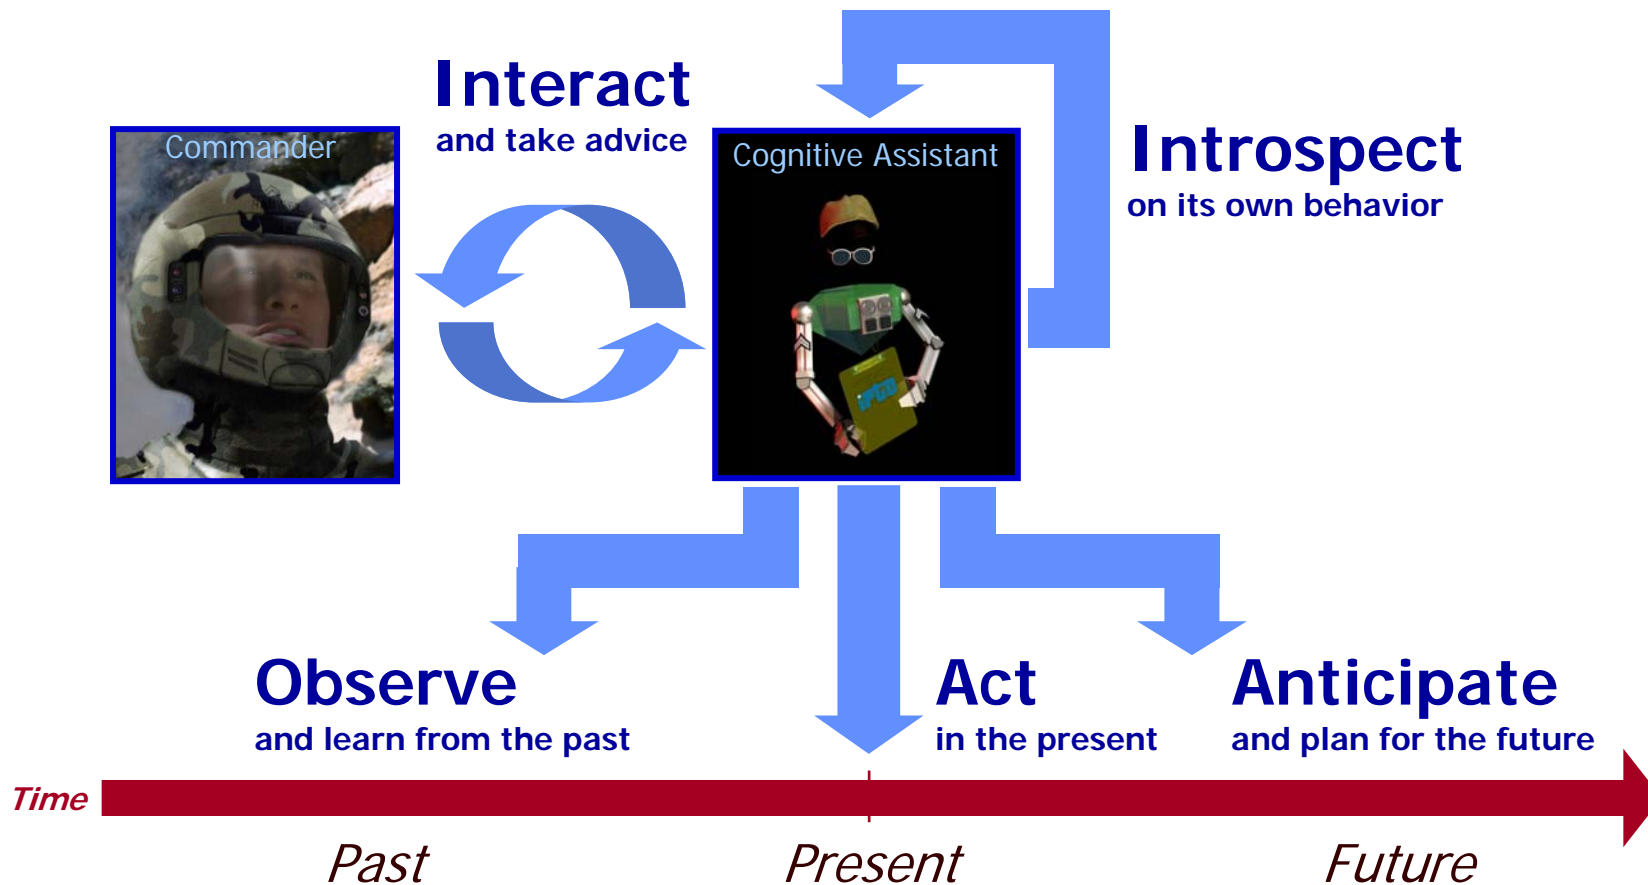 Interact
and take advice
Commander
Cognitive Assistant
Introspect
on its own behavior
IPTO
Observe
and learn from the past
Act
in the present
Anticipate
and plan for the future
Time
Past
Present
Future